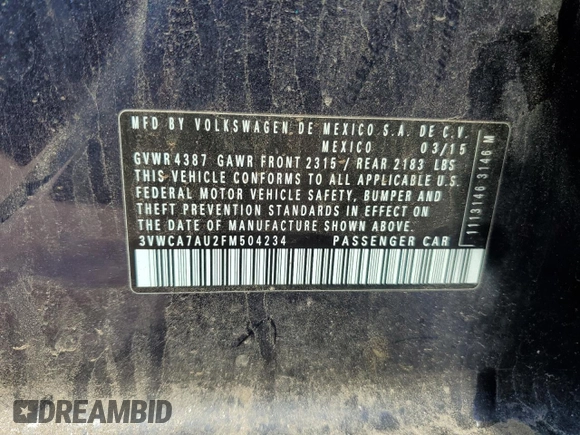 MFD BY VOLKSWAGEN DE MEXICO S.A. DE C.V.
MEXICO 03/15
GVWR 4387 GAWR FRONT 2315 / REAR 2183 LBS
THIS VEHICLE CONFORMS TO ALL APPLICABLE U.S.
FEDERAL MOTOR VEHICLE SAFETY, BUMPER AND
THEFT PREVENTION STANDARDS IN EFFECT ON
THE DATE OF MANUFACTURE SHOWN ABOVE.
3VWCA7AU2FM504234 PASSENGER CAR
11/3146 3146 M
DREAMBID